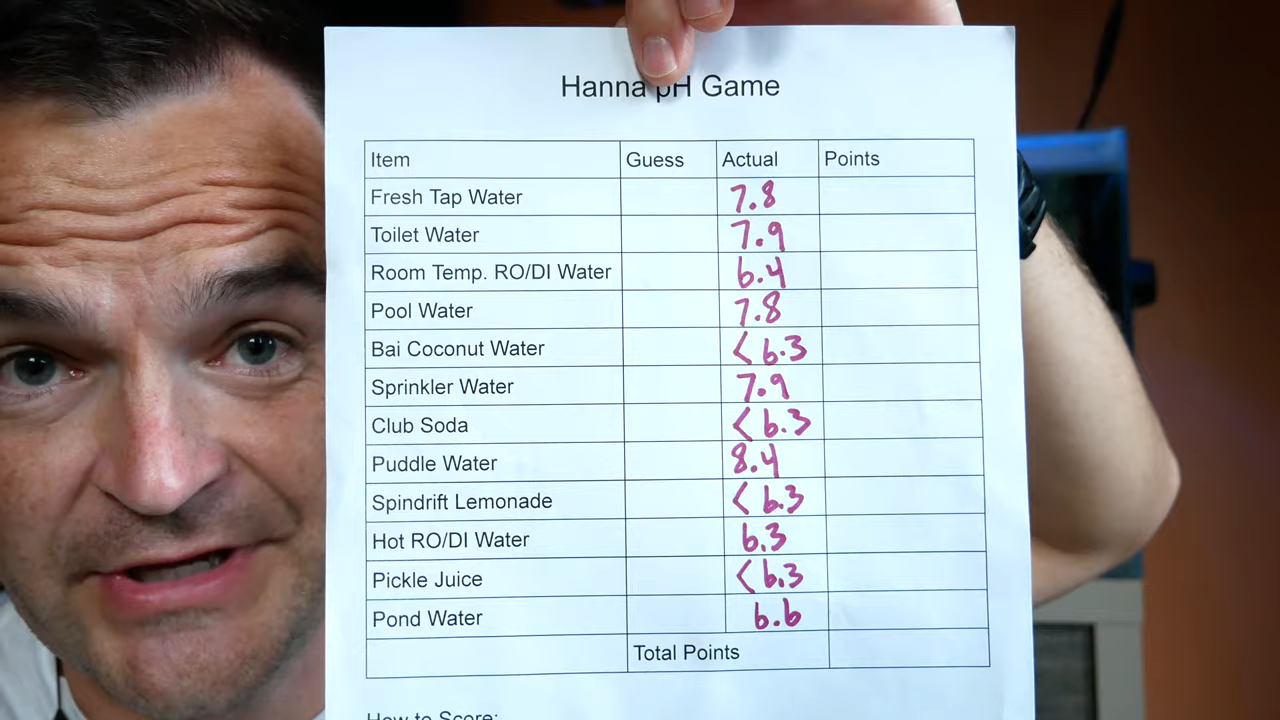 Hanna pH Game
Item Guess Actual Points
Fresh Tap Water 7.8
Toilet Water 7.9
Room Temp. RO/DI Water 6.4
Pool Water 7.8
Bai Coconut Water < 6.3
Sprinkler Water 7.9
Club Soda < 6.3
Puddle Water 8.4
Spindrift Lemonade < 6.3
Hot RO/DI Water 6.3
Pickle Juice < 6.3
Pond Water 6.6
Total Points
How to Score: